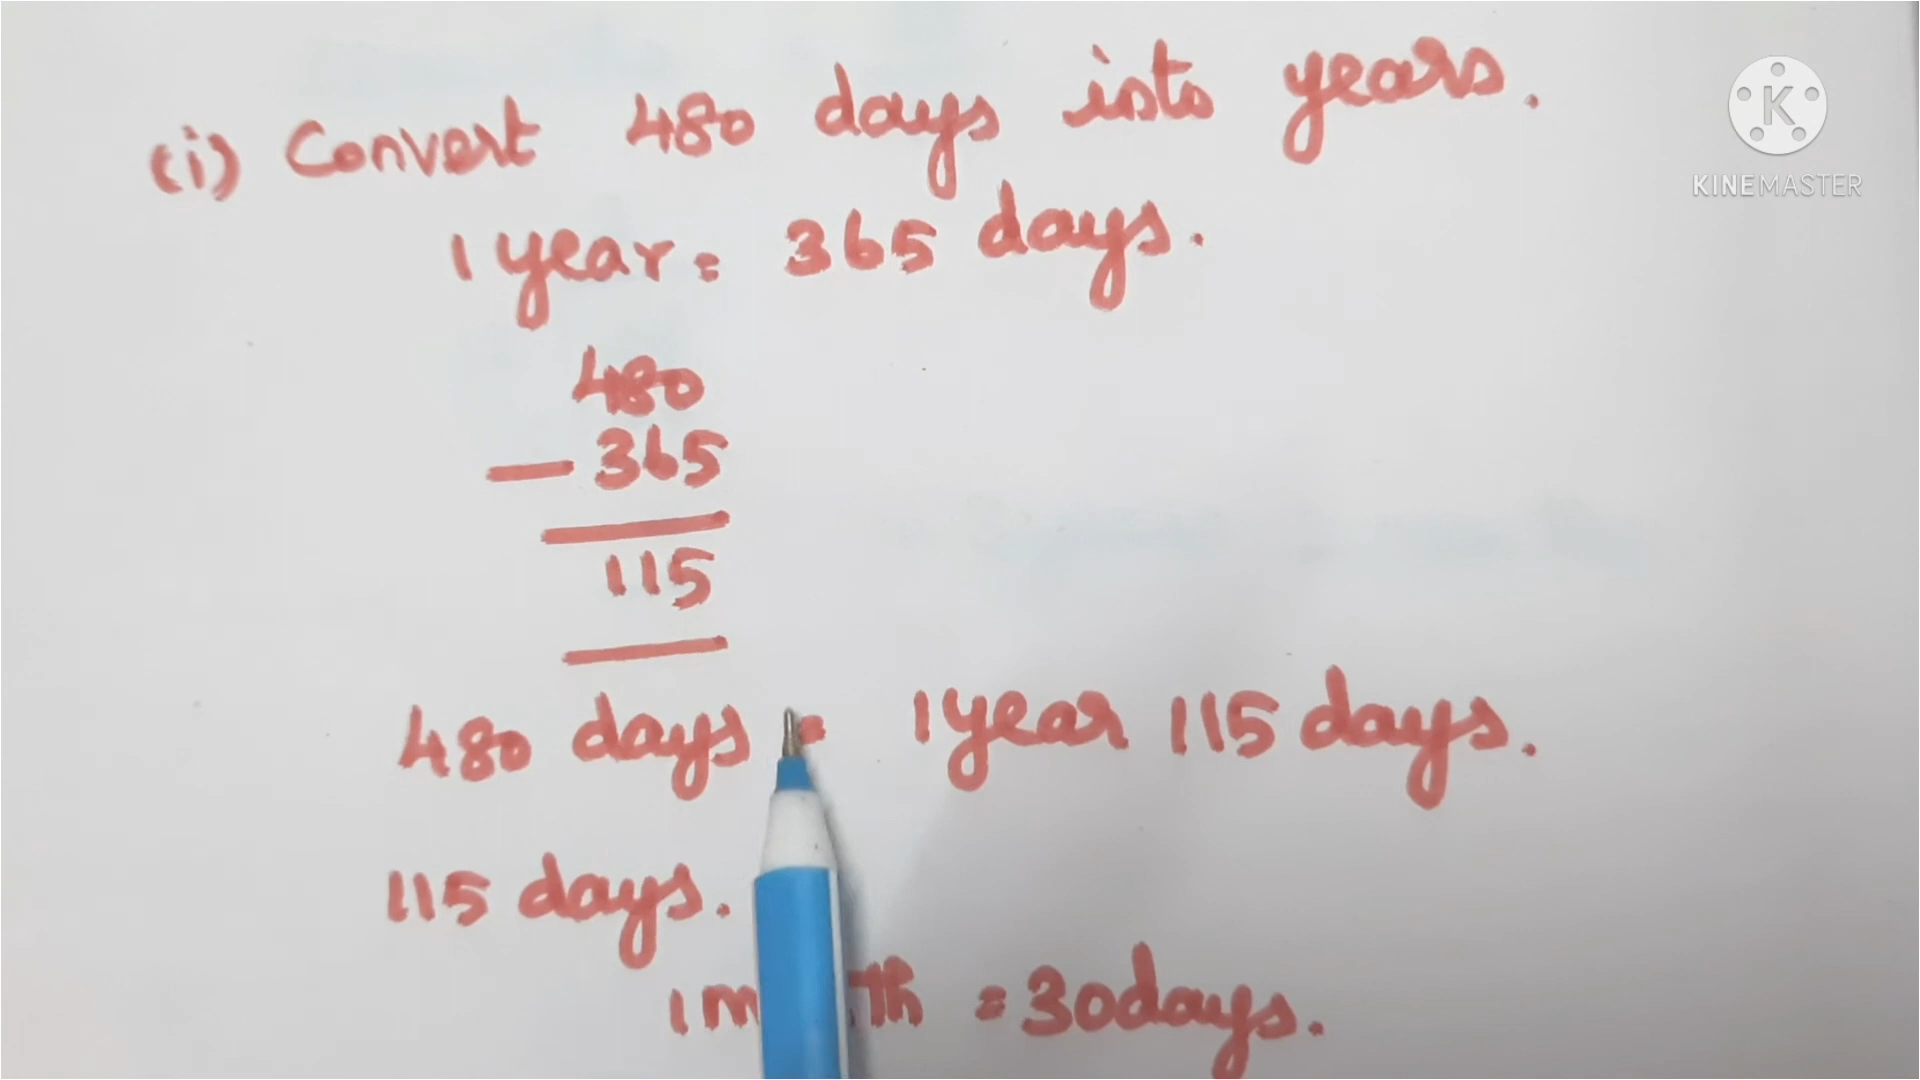 (i) Convert 480 days into years.
1 year = 365 days.
480
— 365
115
480 days = 1 year 115 days.
115 days.
1 = 30 days.
K
KINEMASTER